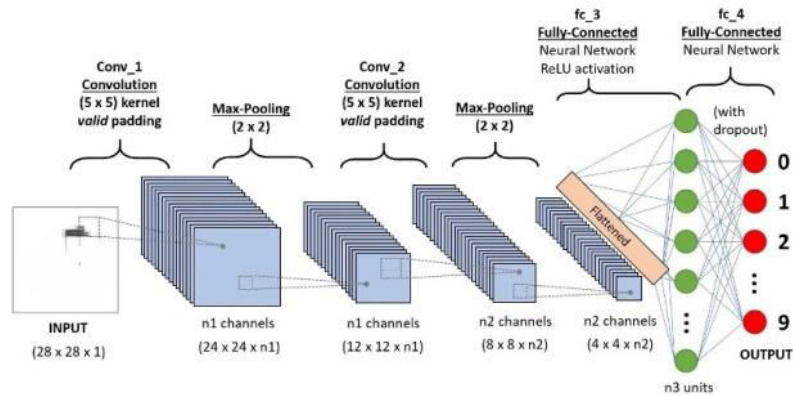 Conv_1
Convolution
(5 x 5) kernel
valid padding
Max-Pooling
(2 x 2)
Conv_2
Convolution
(5 x 5) kernel
valid padding
Max-Pooling
(2 x 2)
fc_3
Fully-Connected
Neural Network
ReLU activation
fc_4
Fully-Connected
Neural Network
(with
dropout)
Flattened
0
1
2
9
INPUT
(28 x 28 x 1)
n1 channels
(24 x 24 x n1)
n1 channels
(12 x 12 x n1)
n2 channels
(8 x 8 x n2)
n2 channels
(4 x 4 x n2)
n3 units
OUTPUT